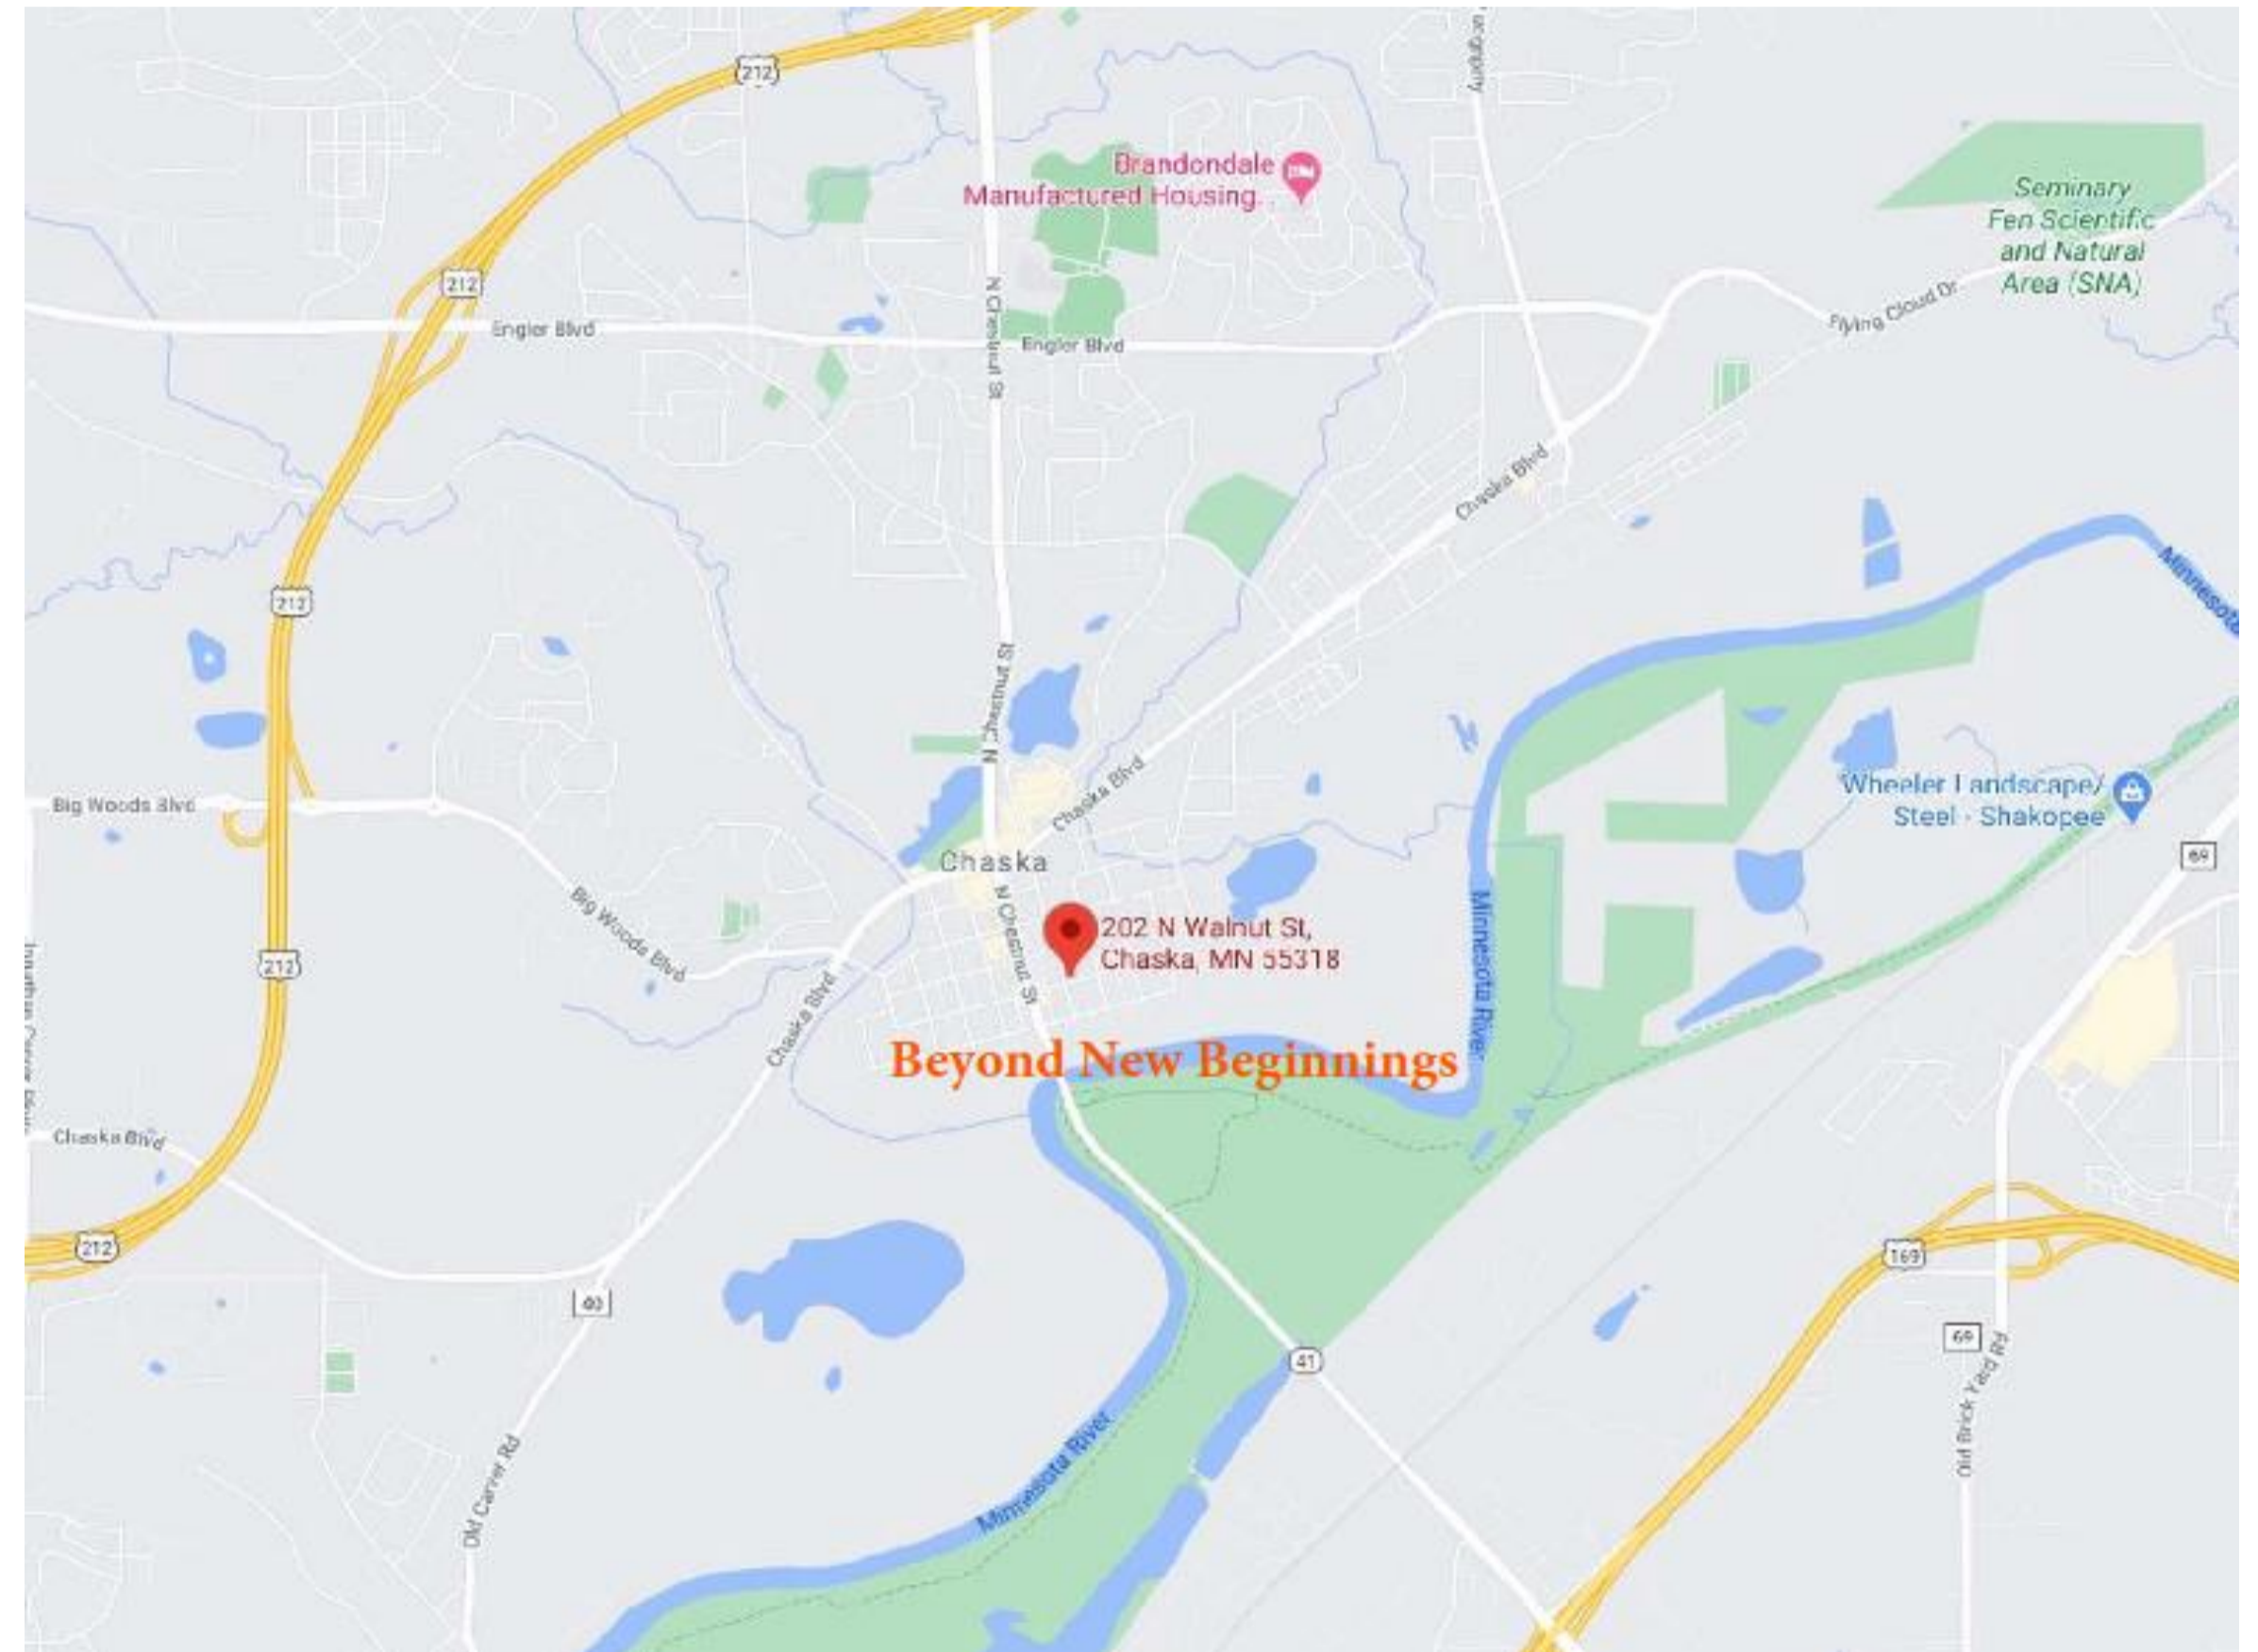 212
Brandondale
Manufactured Housing...
Seminary
Fen Scientific
and Natural
Area (SNA)
212
N Chestnut St
Flying Cloud Dr
Engler Blvd
Engler Blvd
Chaska Blvd
Minnesota
212
N Chestnut St
Big Woods Blvd
Chaska Blvd
Wheeler Landscape/
Steel - Shakopee
69
Chaska
N Chestnut St
Big Woods Blvd
202 N Walnut St,
Chaska, MN 55318
Minnesota River
212
Chaska Blvd
Beyond New Beginnings
Chaska Blvd
212
169
40
69
41
Old Brick Yard Rd
Minnesota River
Old Carver Rd